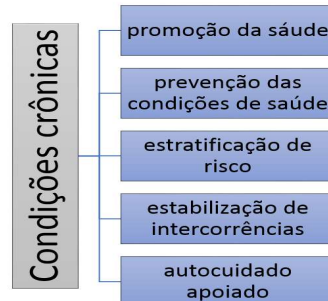 Condições crônicas
promoção da sáude
prevenção das
condições de saúde
estratificação de
risco
estabilização de
intercorrências
autocuidado
apoiado